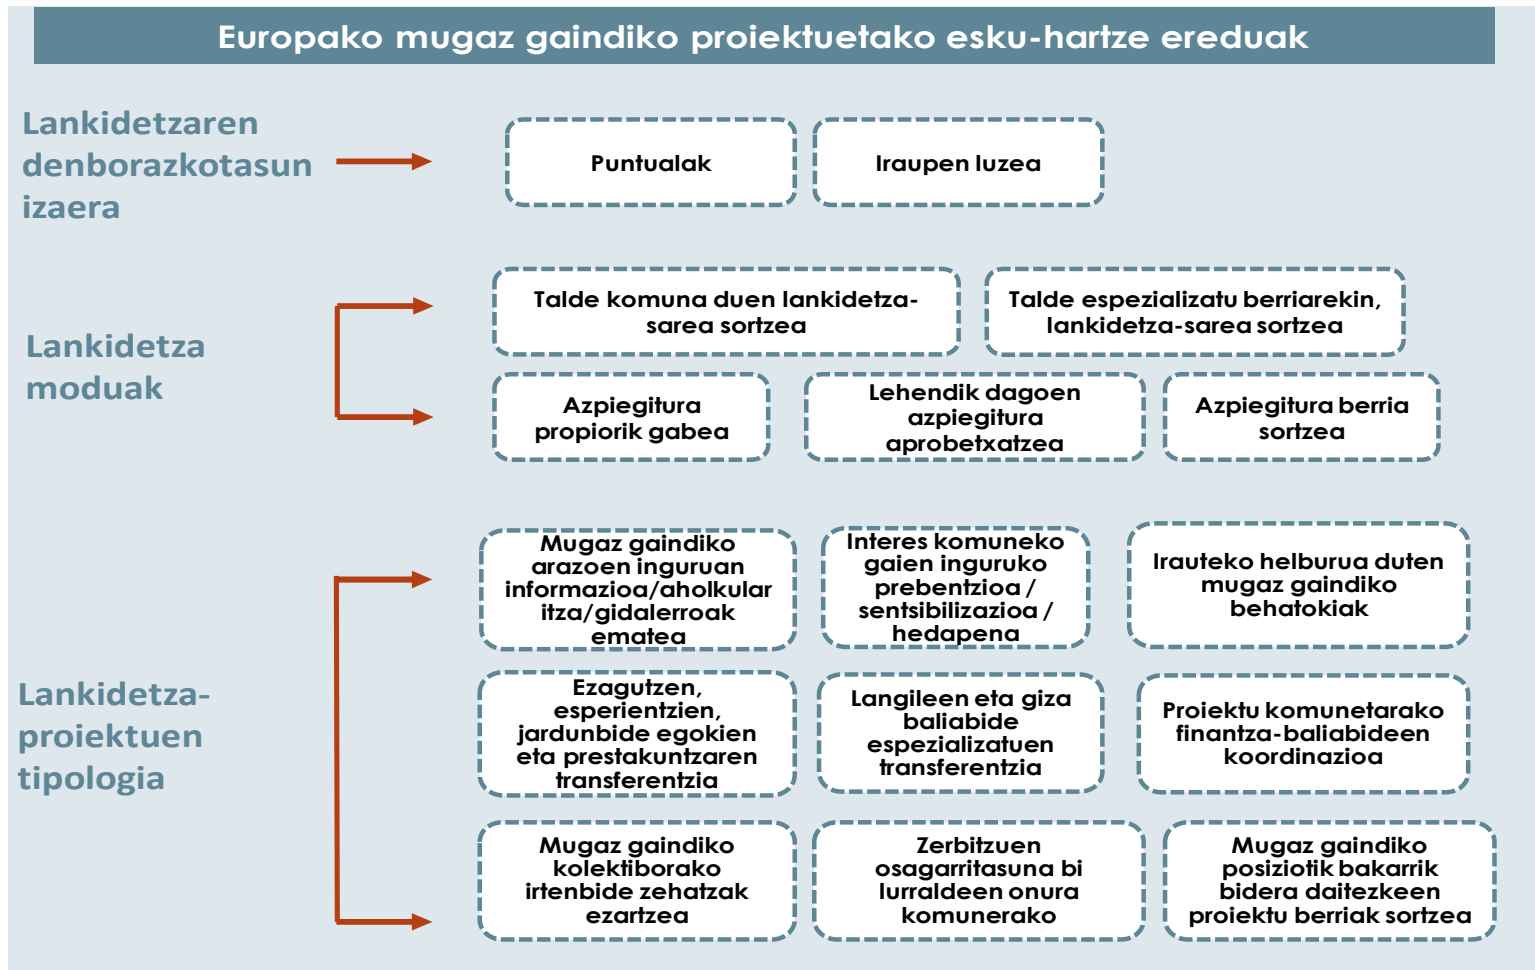 Europako mugaz gaindiko proiektuetako esku-hartze ereduak
Lankidetzaren
denborazkotasun
izaera
Puntualak
Iraupen luzea
Lankidetza
moduak
Talde komuna duen lankidetza-
sarea sortzea
Talde espezializatu berriarekin,
lankidetza-sarea sortzea
Azpiegitura
propiorik gabea
Lehendik dagoen
azpiegitura
aprobetxatzea
Azpiegitura berria
sortzea
Lankidetza-
proiektuen
tipologia
Mugaz gaindiko
arazoen inguruan
informazioa/aholkular
itza/gidalerroak
ematea
Interes komuneko
gaien inguruko
prebentzioa /
sentsibilizazioa /
hedapena
Irauteko helburua duten
mugaz gaindiko
behatokiak
Ezagutzen,
esperientzien,
jardunbide egokien
eta prestakuntzaren
transferentzia
Langileen eta giza
baliabide
espezializatuen
transferentzia
Proiektu komunetarako
finantza-baliabideen
koordinazioa
Mugaz gaindiko
kolektiborako
irtenbide zehatzak
ezartzea
Zerbitzuen
osagarritasuna bi
lurraldeen onura
komunerako
Mugaz gaindiko
posiziotik bakarrik
bidera daitezkeen
proiektu berriak sortzea